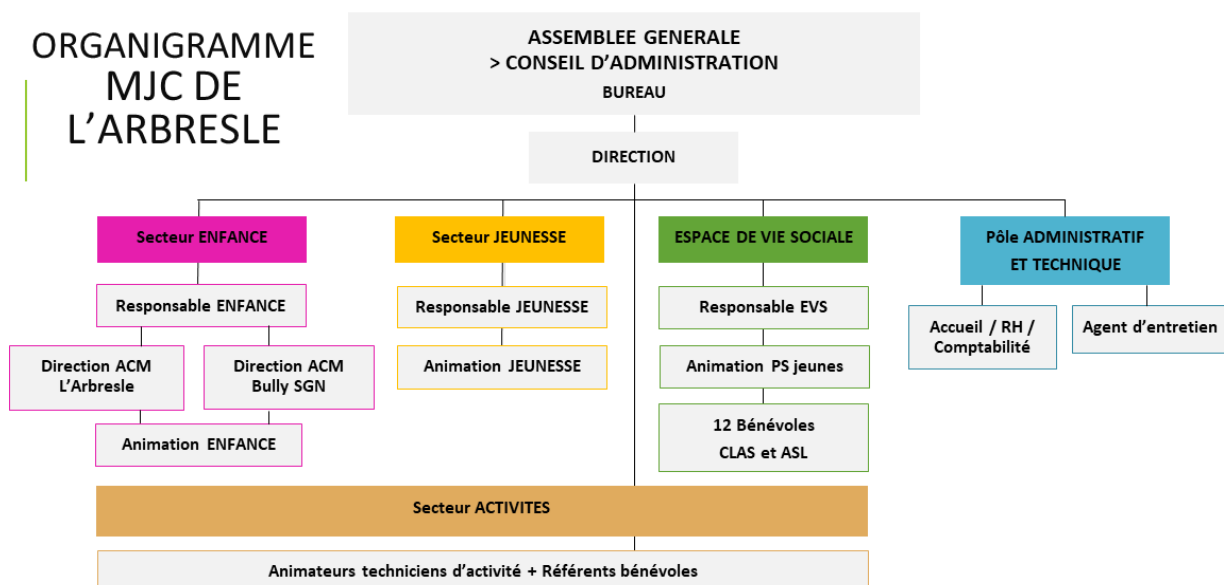 ORGANIGRAMME
MJC DE
L’ARBRESLE
ASSEMBLEE GENERALE
> CONSEIL D’ADMINISTRATION
BUREAU
DIRECTION
Secteur ENFANCE
Responsable ENFANCE
Direction ACM
L’Arbresle
Direction ACM
Bully SGN
Animation ENFANCE
Secteur JEUNESSE
Responsable JEUNESSE
Animation JEUNESSE
ESPACE DE VIE SOCIALE
Responsable EVS
Animation PS jeunes
12 Bénévoles
CLAS et ASL
Pôle ADMINISTRATIF
ET TECHNIQUE
Accueil / RH /
Comptabilité
Agent d’entretien
Secteur ACTIVITES
Animateurs techniciens d’activité + Référents bénévoles